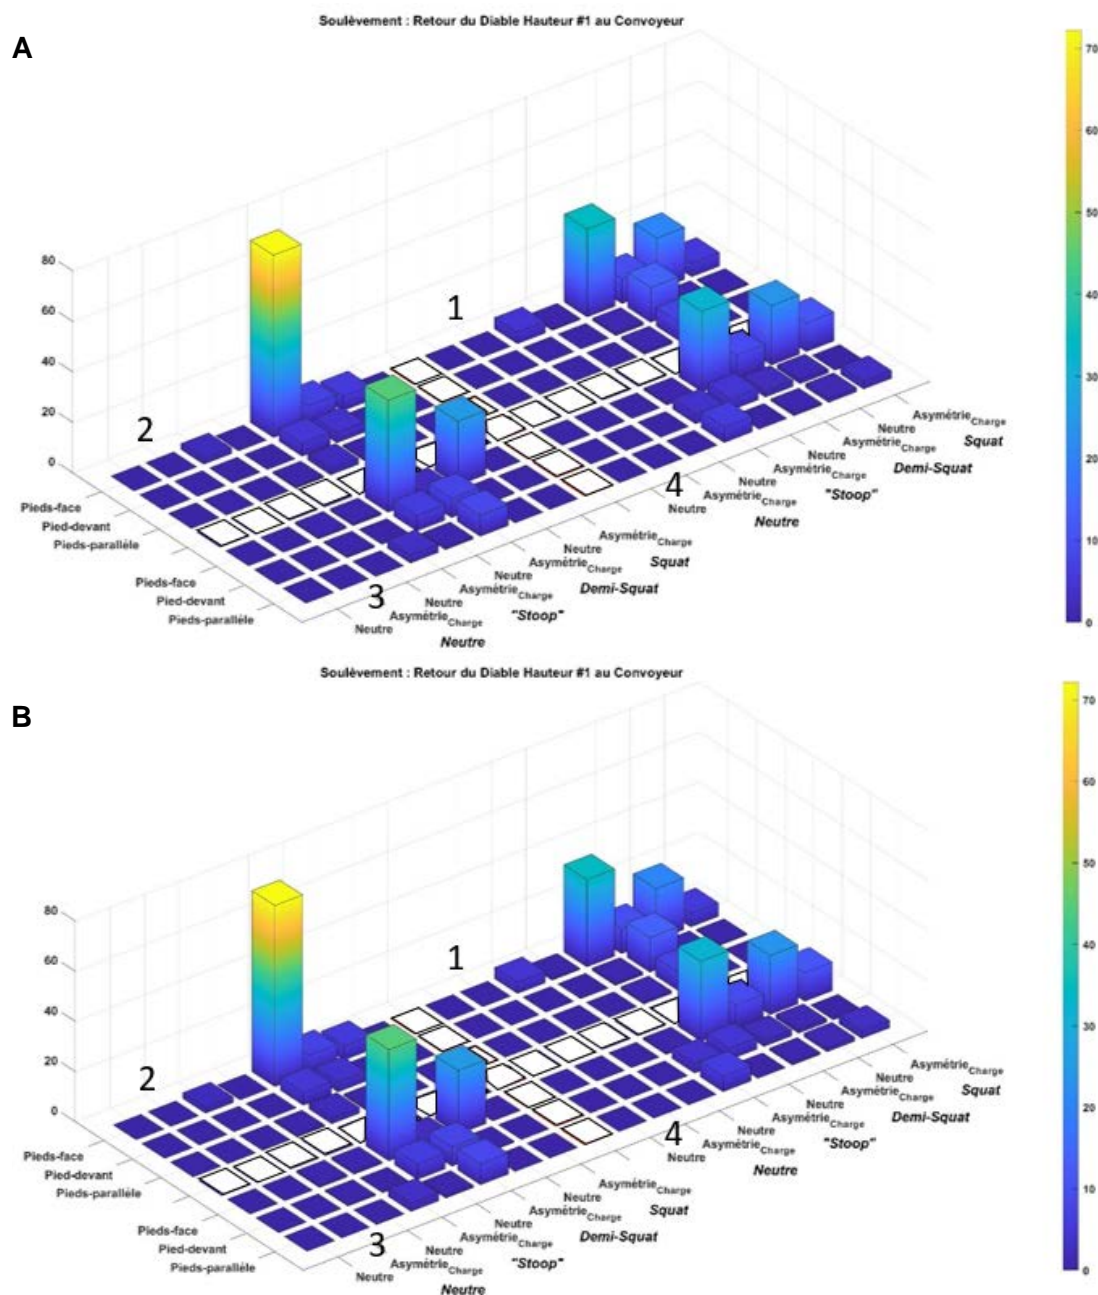 Soulèvement : Retour du Diable Hauteur #1 au Convoyeur
A
70
60
50
40
30
20
10
0
80
60
40
20
0
1
2
3
4
Pieds-face
Pied-devant
Pieds-parallèle
Pieds-face
Pied-devant
Pieds-parallèle
Neutre
Asymétrie Charge
Neutre
Neutre
Asymétrie Charge
"Stoop"
Neutre
Asymétrie Charge
Demi-Squat
Neutre
Asymétrie Charge
Squat
Neutre
Asymétrie Charge
Neutre
Neutre
Asymétrie Charge
"Stoop"
Neutre
Asymétrie Charge
Demi-Squat
Neutre
Asymétrie Charge
Squat
Soulèvement : Retour du Diable Hauteur #1 au Convoyeur
B
70
60
50
40
30
20
10
0
80
60
40
20
0
1
2
3
4
Pieds-face
Pied-devant
Pieds-parallèle
Pieds-face
Pied-devant
Pieds-parallèle
Neutre
Asymétrie Charge
Neutre
Neutre
Asymétrie Charge
"Stoop"
Neutre
Asymétrie Charge
Demi-Squat
Neutre
Asymétrie Charge
Squat
Neutre
Asymétrie Charge
Neutre
Neutre
Asymétrie Charge
"Stoop"
Neutre
Asymétrie Charge
Demi-Squat
Neutre
Asymétrie Charge
Squat